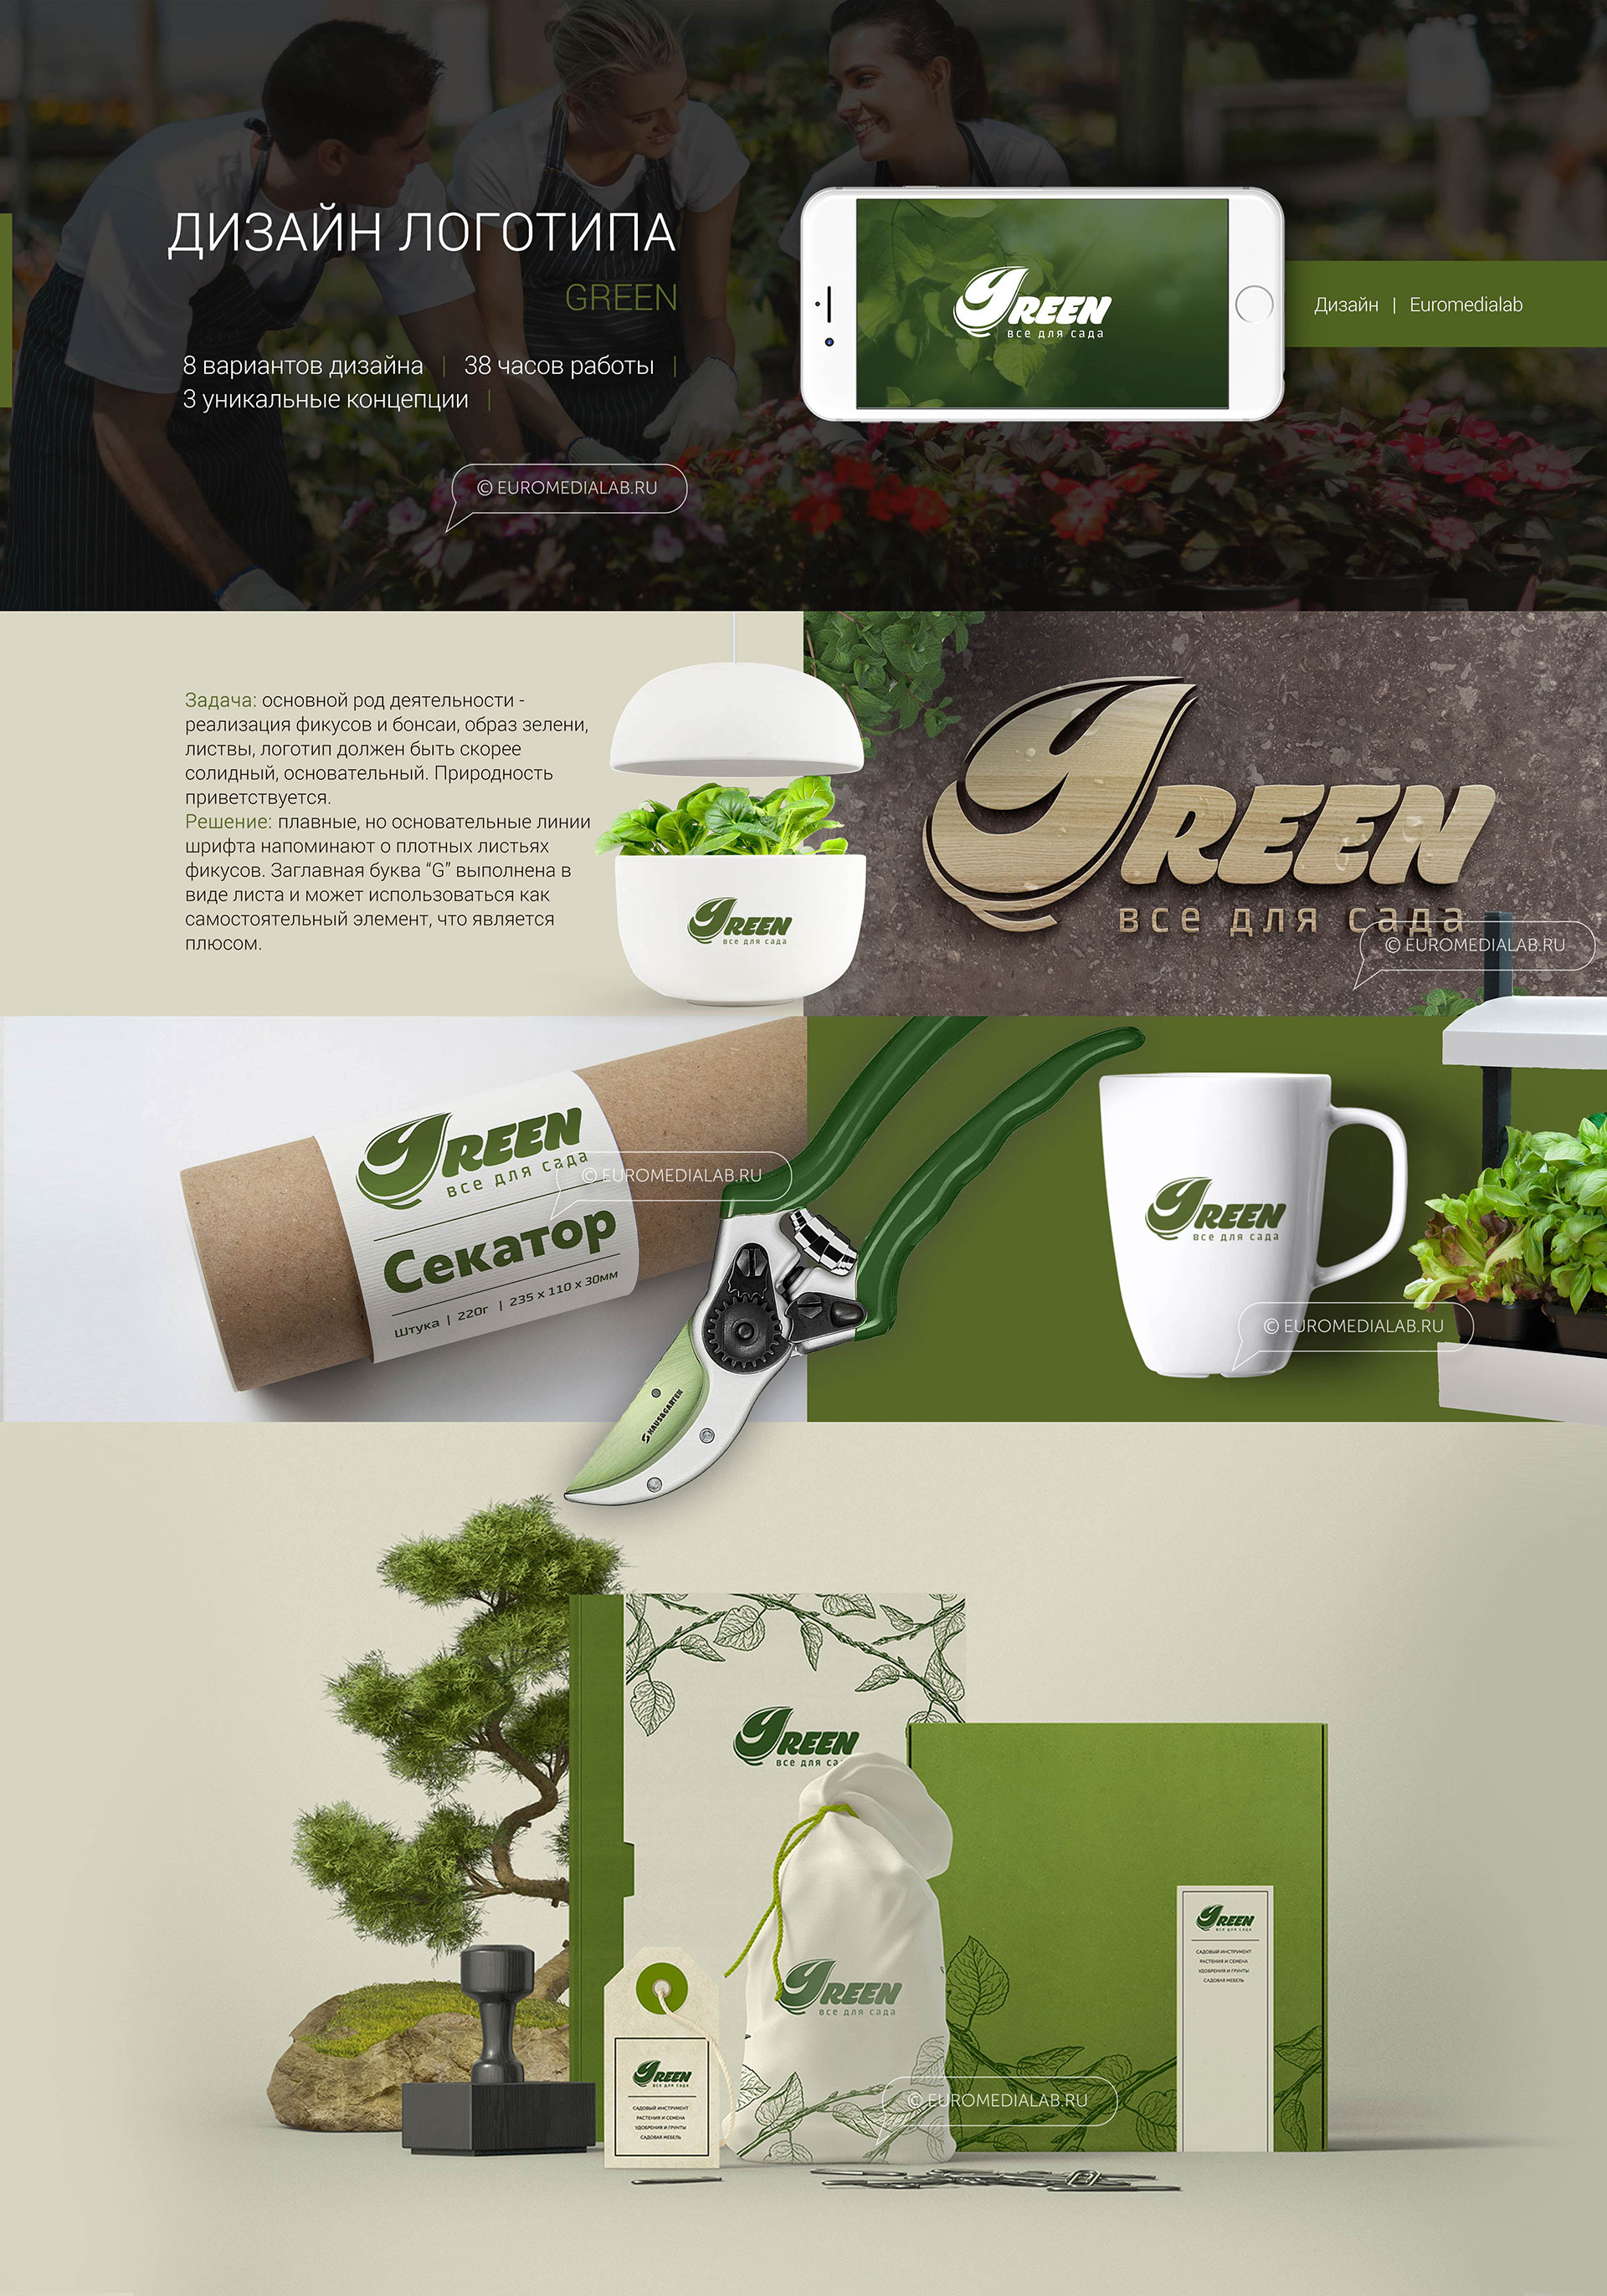 ДИЗАЙН ЛОГОТИПА
GREEN
8 вариантов дизайна | 38 часов работы |
3 уникальные концепции |
© EUROMEDIALAB.RU
GREEN
все для сада
Дизайн | Euromedialab
Задача: основной род деятельности -
реализация фикусов и бонсаи, образ зелени,
листвы, логотип должен быть скорее
солидный, основательный. Природность
приветствуется.
Решение: плавные, но основательные линии
шрифта напоминают о плотных листьях
фикусов. Заглавная буква “G” выполнена в
виде листа и может использоваться как
самостоятельный элемент, что является
плюсом.
GREEN
все для сада
GREEN
все для сада
© EUROMEDIALAB.RU
GREEN
все для сада
© EUROMEDIALAB.RU
Секатор
Штука | 220г | 235 x 110 x 30мм
HAUS&GARTEN
GREEN
все для сада
© EUROMEDIALAB.RU
GREEN
все для са
GREEN
все для сада
GREEN
все для сада
САДОВЫЙ ИНСТРУМЕНТ
РАСТЕНИЯ И СЕМЕНА
УДОБРЕНИЯ И ГРУНТЫ
САДОВАЯ МЕБЕЛЬ
GREEN
все для сада
САДОВЫЙ ИНСТРУМЕНТ
РАСТЕНИЯ И СЕМЕНА
УДОБРЕНИЯ И ГРУНТЫ
САДОВАЯ МЕБЕЛЬ
© EUROMEDIALAB.RU